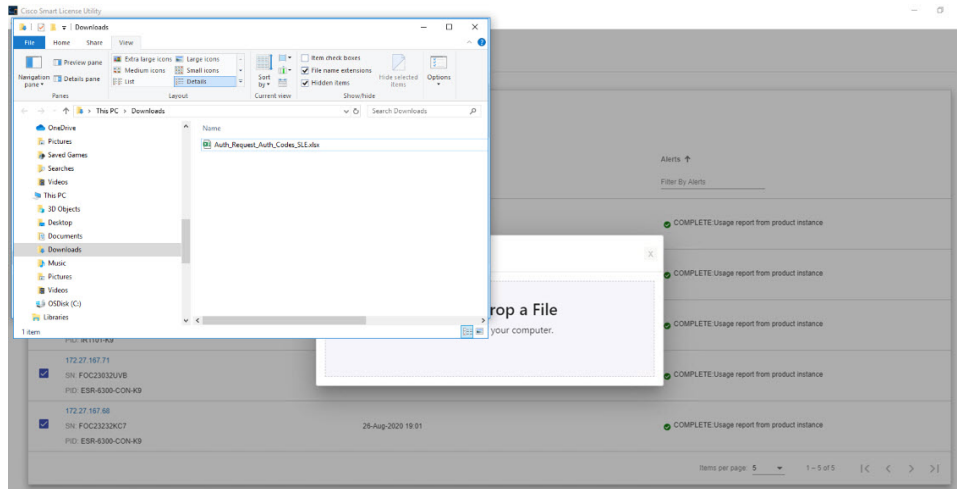 Cisco Smart License Utility
Downloads
File Home Share View
Navigation pane
Preview pane
Details pane
Panes
Extra large icons Large icons
Medium icons Small icons
List Details
Layout
Sort by
Current view
Item check boxes
File name extensions
Hidden items
Hide selected items
Show/hide
Options
This PC > Downloads
Search Downloads
OneDrive
Pictures
Saved Games
Searches
Videos
This PC
3D Objects
Desktop
Documents
Downloads
Music
Pictures
Videos
OSDisk (C:)
Libraries
Name
Auth_Request_Auth_Codes_SLE.xlsx
1 item
Alerts
Filter By Alerts
COMPLETE:Usage report from product instance
X
COMPLETE:Usage report from product instance
rop a File
your computer.
COMPLETE:Usage report from product instance
PID: IR1101-K9
172.27.167.71
SN: FOC23032UVB
COMPLETE:Usage report from product instance
PID: ESR-6300-CON-K9
172.27.167.68
SN: FOC23232KC7 26-Aug-2020 19:01 COMPLETE:Usage report from product instance
PID: ESR-6300-CON-K9
Items per page: 5 1 – 5 of 5 |< < > >|